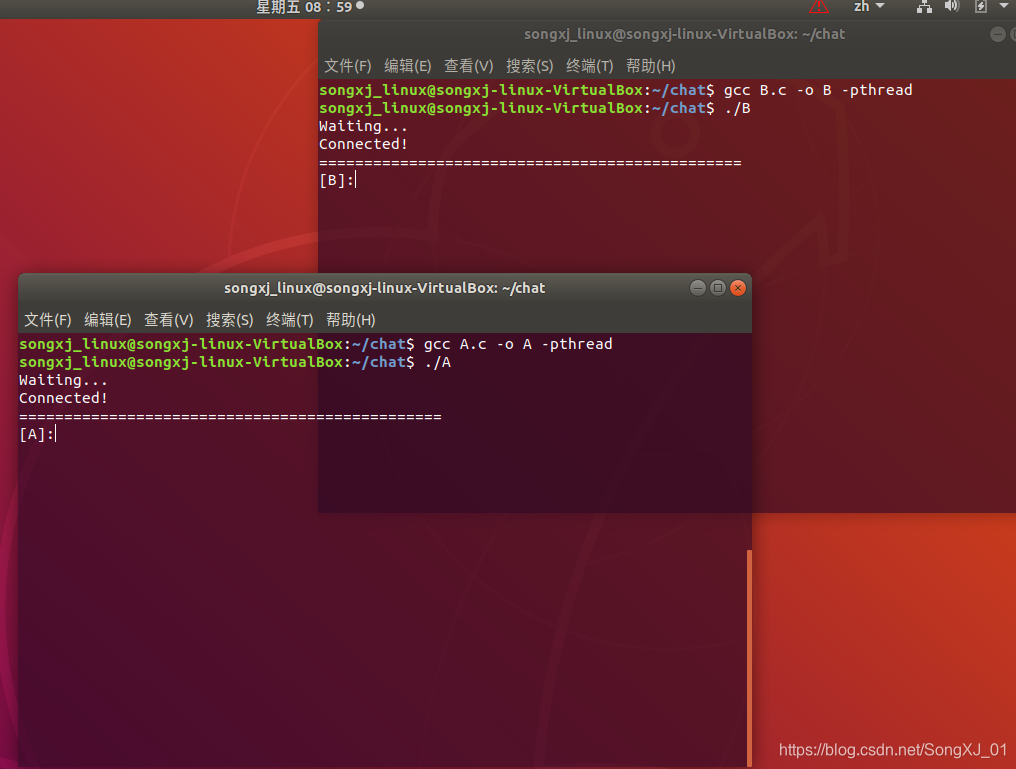 星期五 08：59
zh
songxj_linux@songxj-linux-VirtualBox: ~/chat
文件(F) 编辑(E) 查看(V) 搜索(S) 终端(T) 帮助(H)
songxj_linux@songxj-linux-VirtualBox:~/chat$ gcc B.c -o B -pthread
songxj_linux@songxj-linux-VirtualBox:~/chat$ ./B
Waiting...
Connected!
===============================================
[B]:
songxj_linux@songxj-linux-VirtualBox: ~/chat
文件(F) 编辑(E) 查看(V) 搜索(S) 终端(T) 帮助(H)
songxj_linux@songxj-linux-VirtualBox:~/chat$ gcc A.c -o A -pthread
songxj_linux@songxj-linux-VirtualBox:~/chat$ ./A
Waiting...
Connected!
===============================================
[A]:
https://blog.csdn.net/SongXJ_01